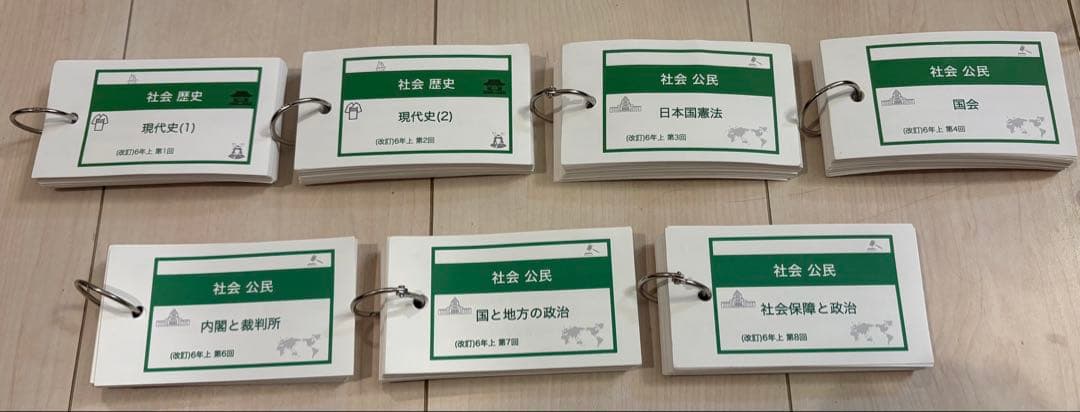 社会 歴史
現代史(1)
(改訂)6年上 第1回
社会 歴史
現代史(2)
(改訂)6年上 第2回
社会 公民
日本国憲法
(改訂)6年上 第3回
社会 公民
国会
(改訂)6年上 第4回
社会 公民
内閣と裁判所
(改訂)6年上 第6回
社会 公民
国と地方の政治
(改訂)6年上 第7回
社会 公民
社会保障と政治
(改訂)6年上 第8回